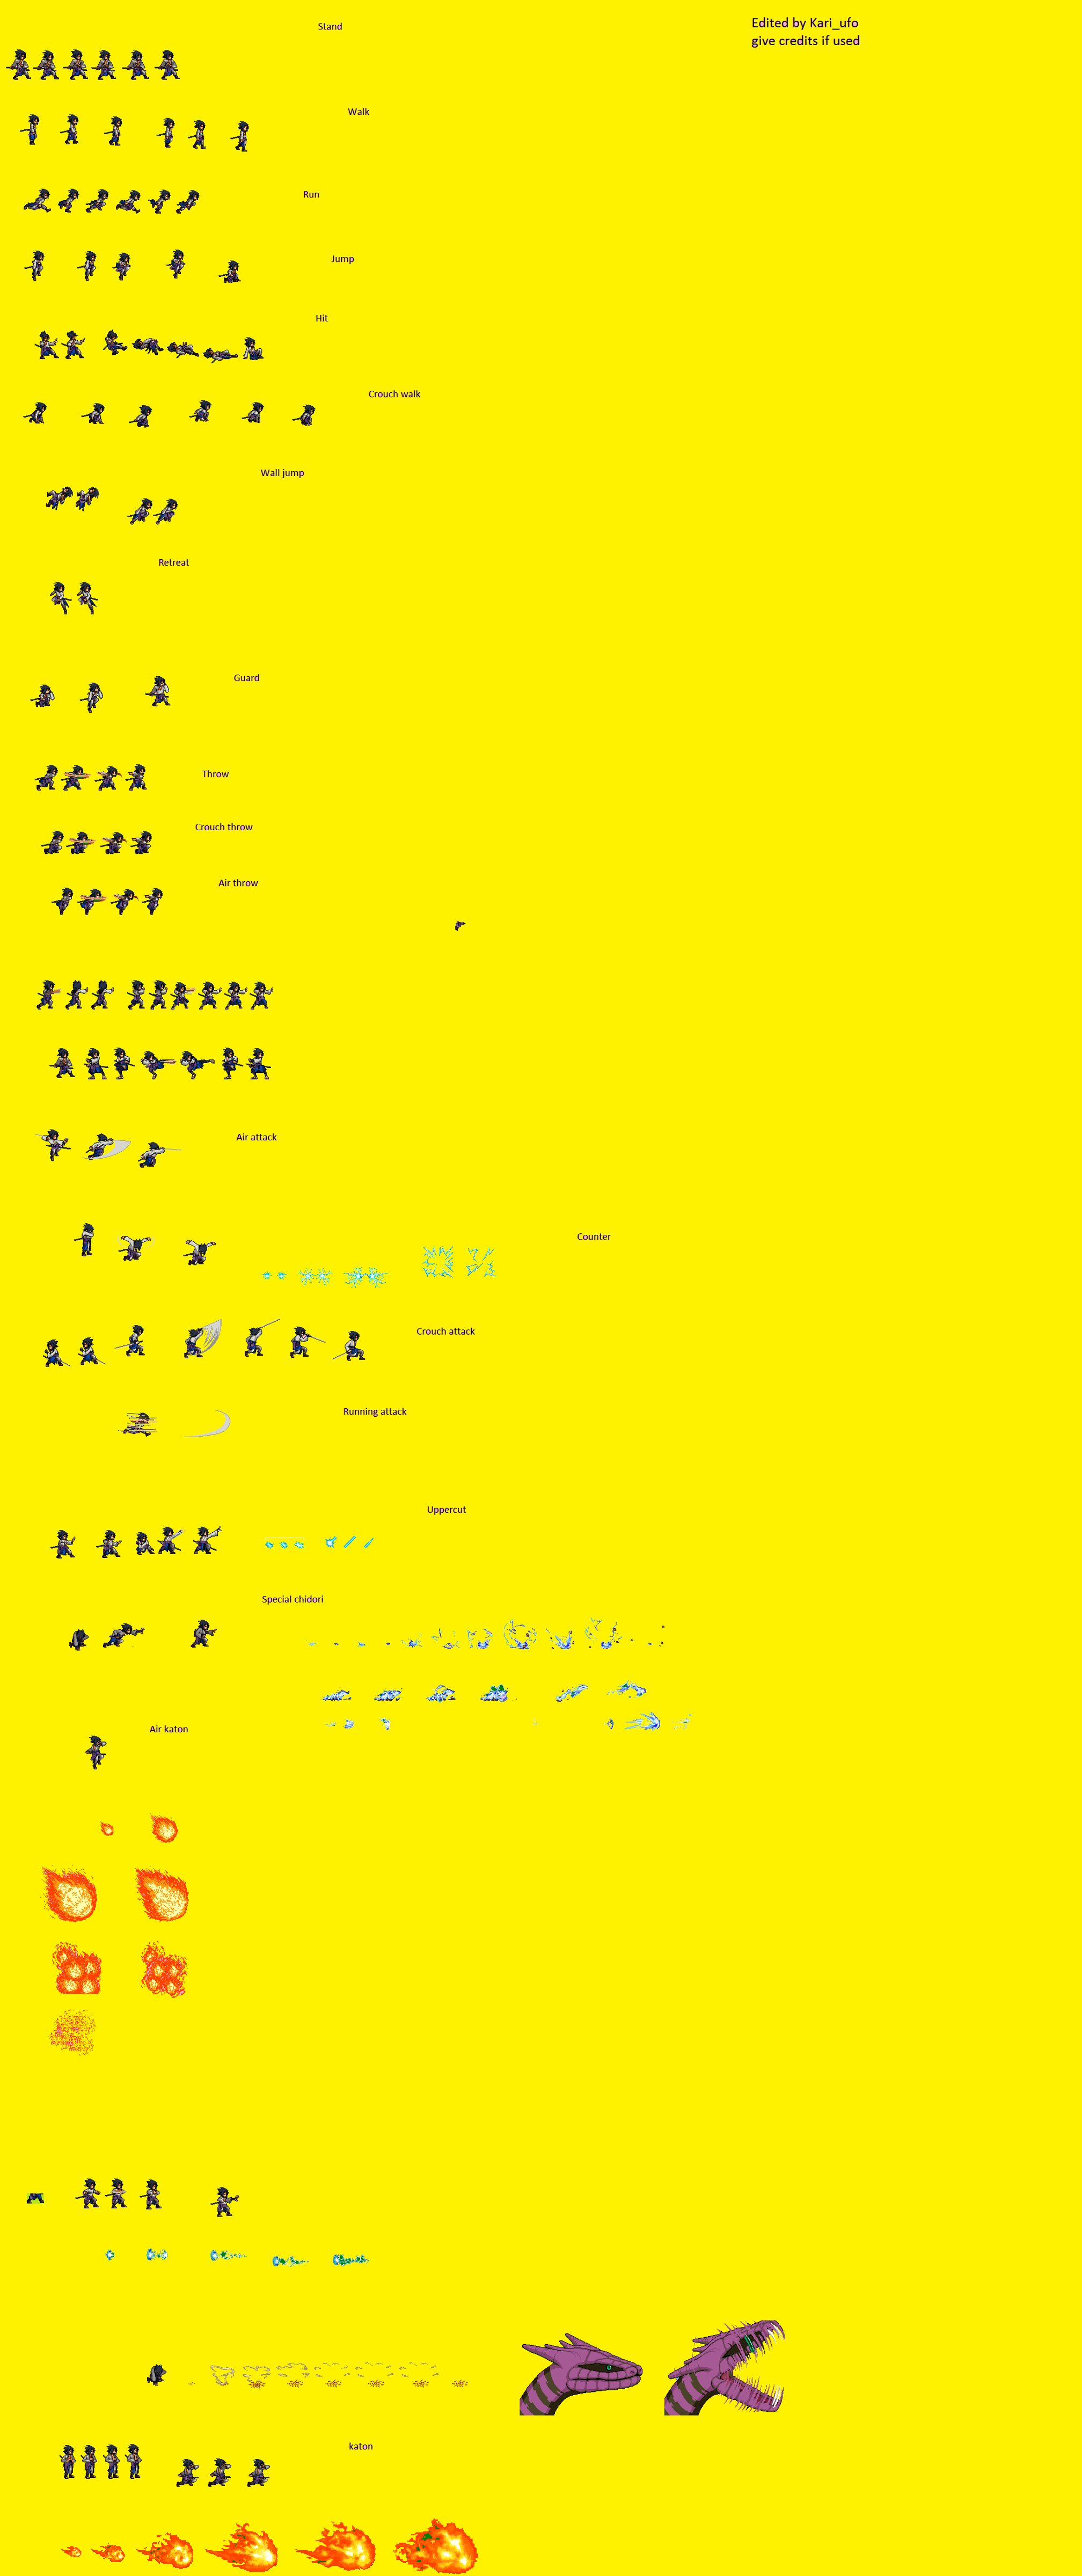 Stand
Edited by Kari_ufo
give credits if used
Walk
Run
Jump
Hit
Crouch walk
Wall jump
Retreat
Guard
Throw
Crouch throw
Air throw
Air attack
Counter
Crouch attack
Running attack
Uppercut
Special chidori
Air katon
katon